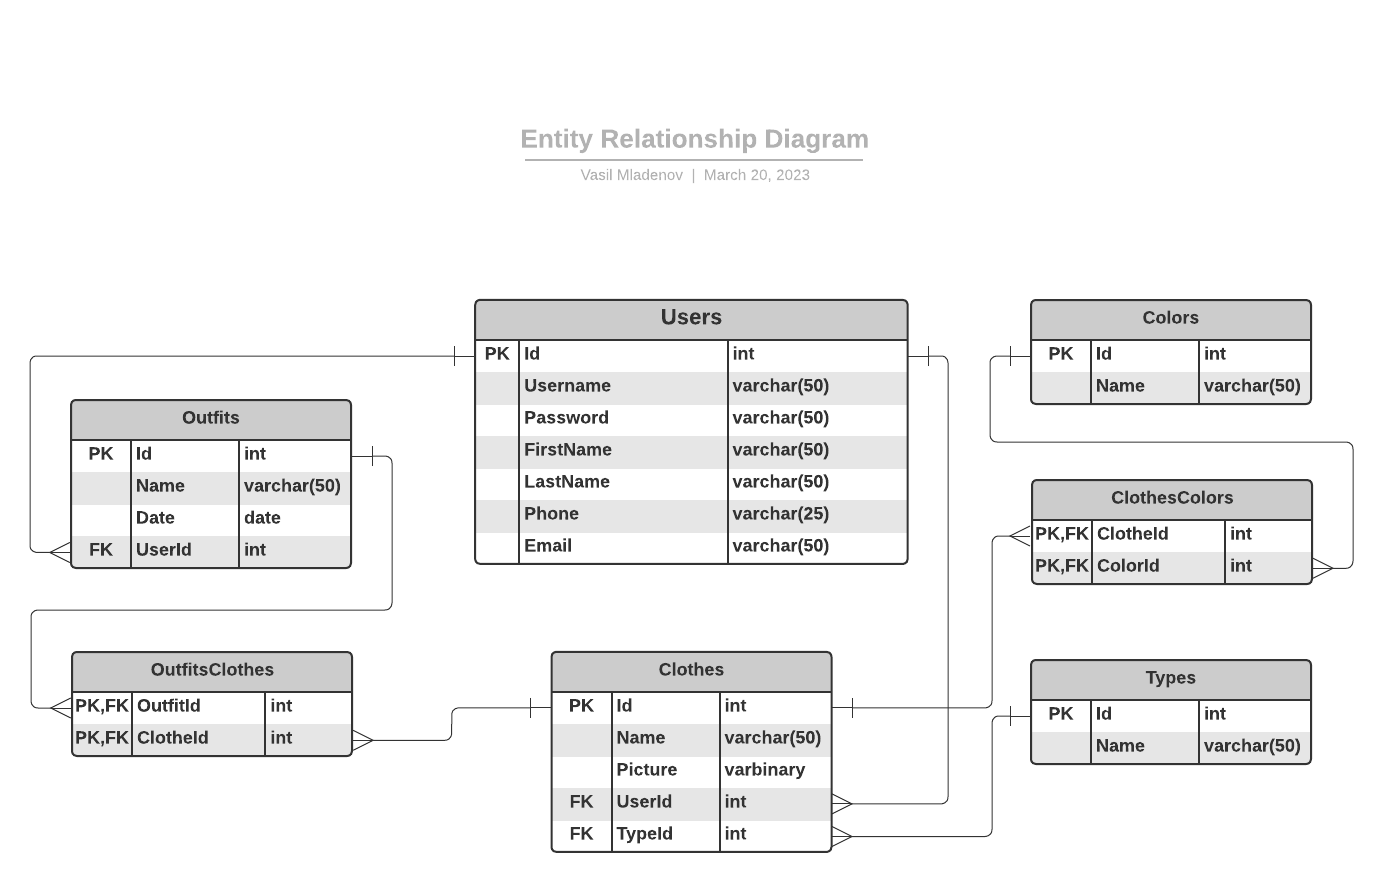 Entity Relationship Diagram
Vasil Mladenov | March 20, 2023
Users
PK Id int
Username varchar(50)
Password varchar(50)
FirstName varchar(50)
LastName varchar(50)
Phone varchar(25)
Email varchar(50)
Colors
PK Id int
Name varchar(50)
Outfits
PK Id int
Name varchar(50)
Date date
FK UserId int
ClothesColors
PK,FK ClotheId int
PK,FK ColorId int
OutfitsClothes
PK,FK OutfitId int
PK,FK ClotheId int
Clothes
PK Id int
Name varchar(50)
Picture varbinary
FK UserId int
FK TypeId int
Types
PK Id int
Name varchar(50)